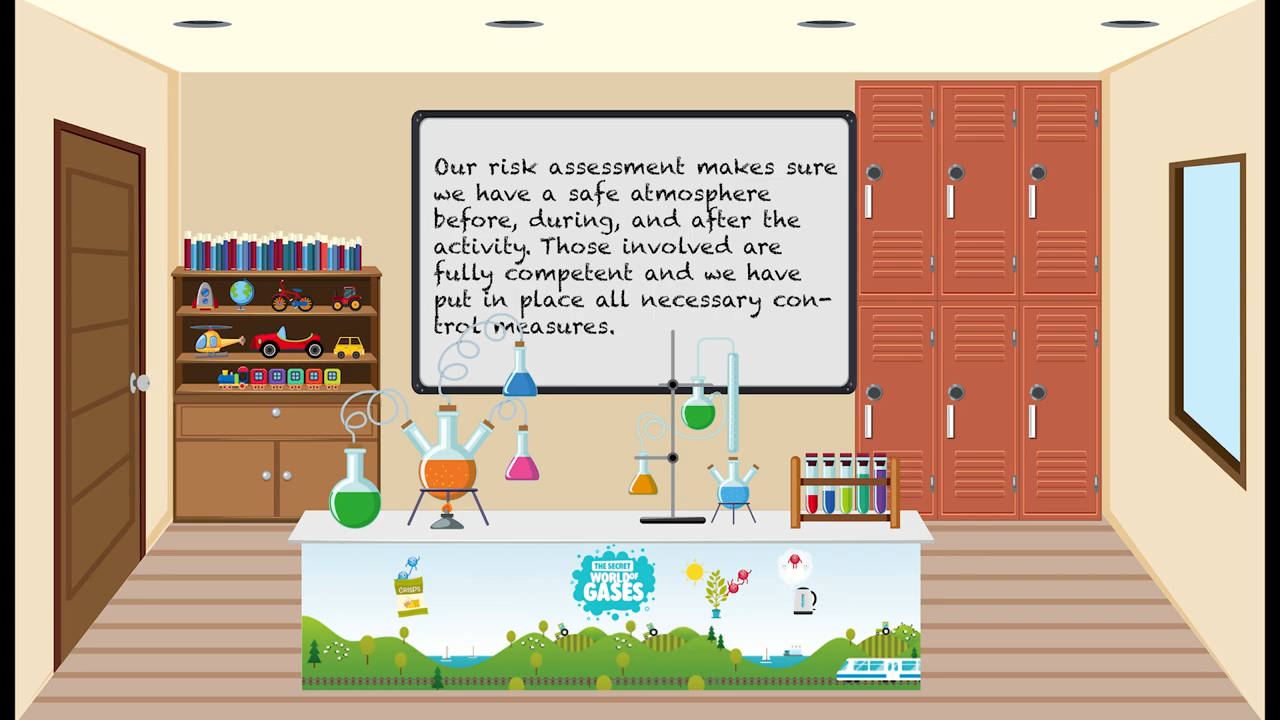 Our risk assessment makes sure
we have a safe atmosphere
before, during, and after the
activity. Those involved are
fully competent and we have
put in place all necessary con-
trol measures.
THE SECRET
WORLD OF
GASES
CRISPS